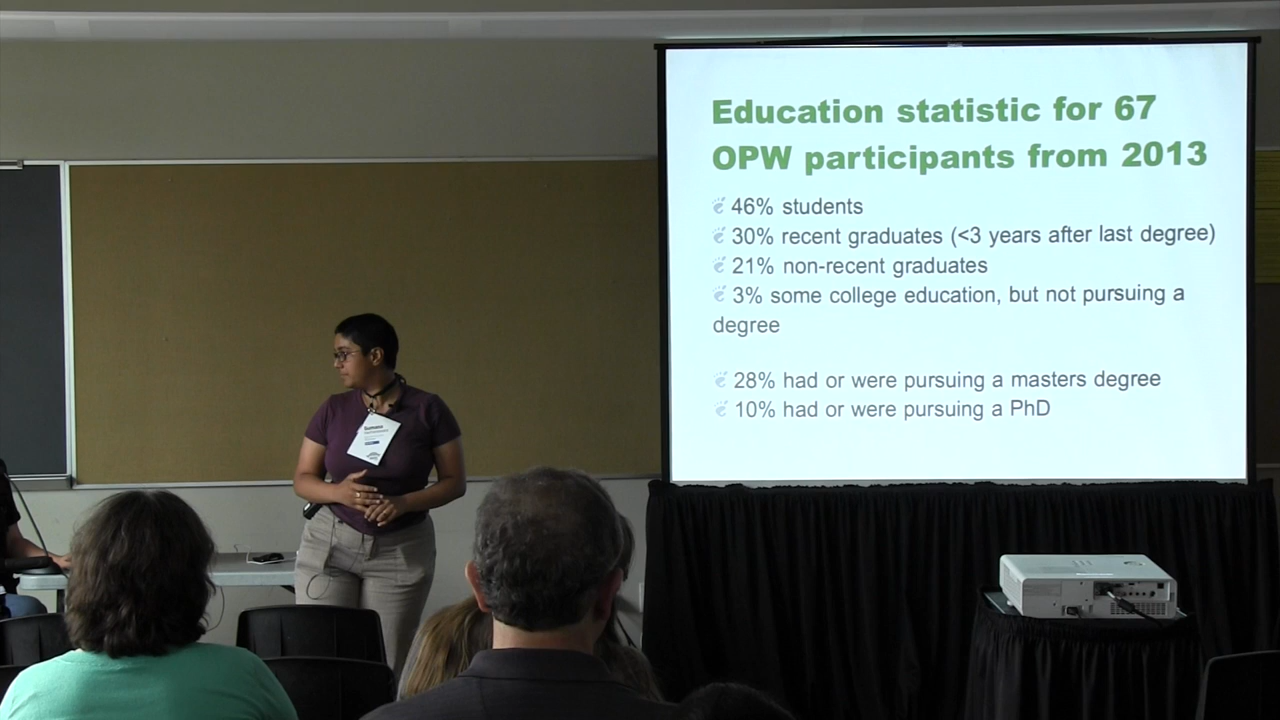 Education statistic for 67
OPW participants from 2013
46% students
30% recent graduates (<3 years after last degree)
21% non-recent graduates
3% some college education, but not pursuing a
degree
28% had or were pursuing a masters degree
10% had or were pursuing a PhD
Sumana